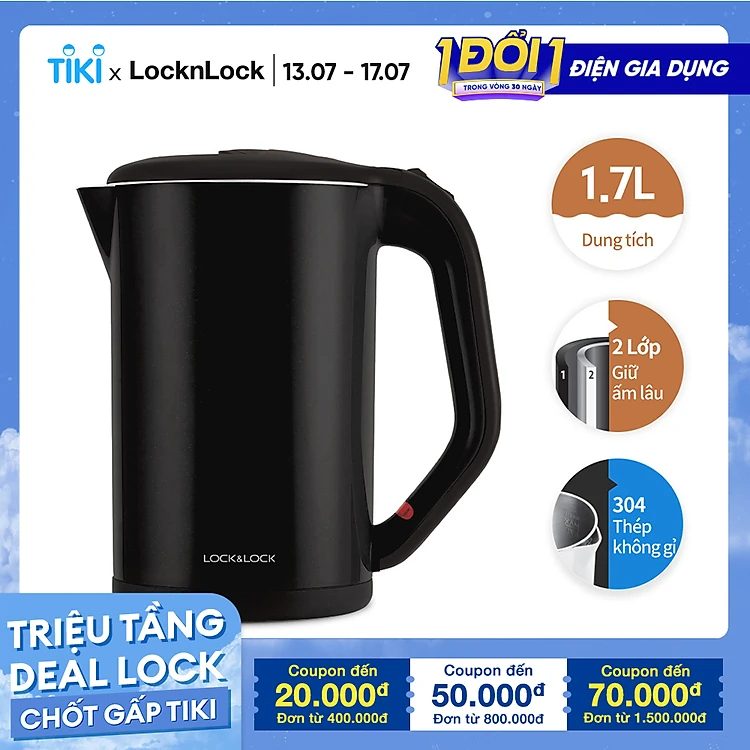 TIKI x LocknLock | 13.07 - 17.07
1 ĐỔI 1
TRONG VÒNG 30 NGÀY
ĐIỆN GIA DỤNG
1.7L
Dung tích
1 2
2 Lớp
Giữ
ấm lâu
304
Thép
không gỉ
LOCK&LOCK
TRIỆU TẦNG
DEAL LOCK
CHỐT GẤP TIKI
Coupon đến
20.000đ
Đơn từ 400.000đ
Coupon đến
50.000đ
Đơn từ 800.000đ
Coupon đến
70.000đ
Đơn từ 1.500.000đ